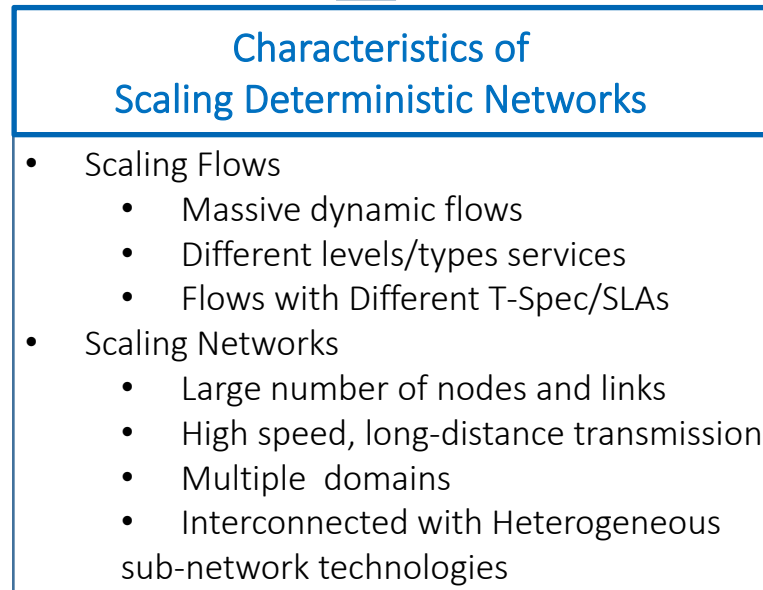 Characteristics of
Scaling Deterministic Networks
• Scaling Flows
• Massive dynamic flows
• Different levels/types services
• Flows with Different T-Spec/SLAs
• Scaling Networks
• Large number of nodes and links
• High speed, long-distance transmission
• Multiple domains
• Interconnected with Heterogeneous
sub-network technologies